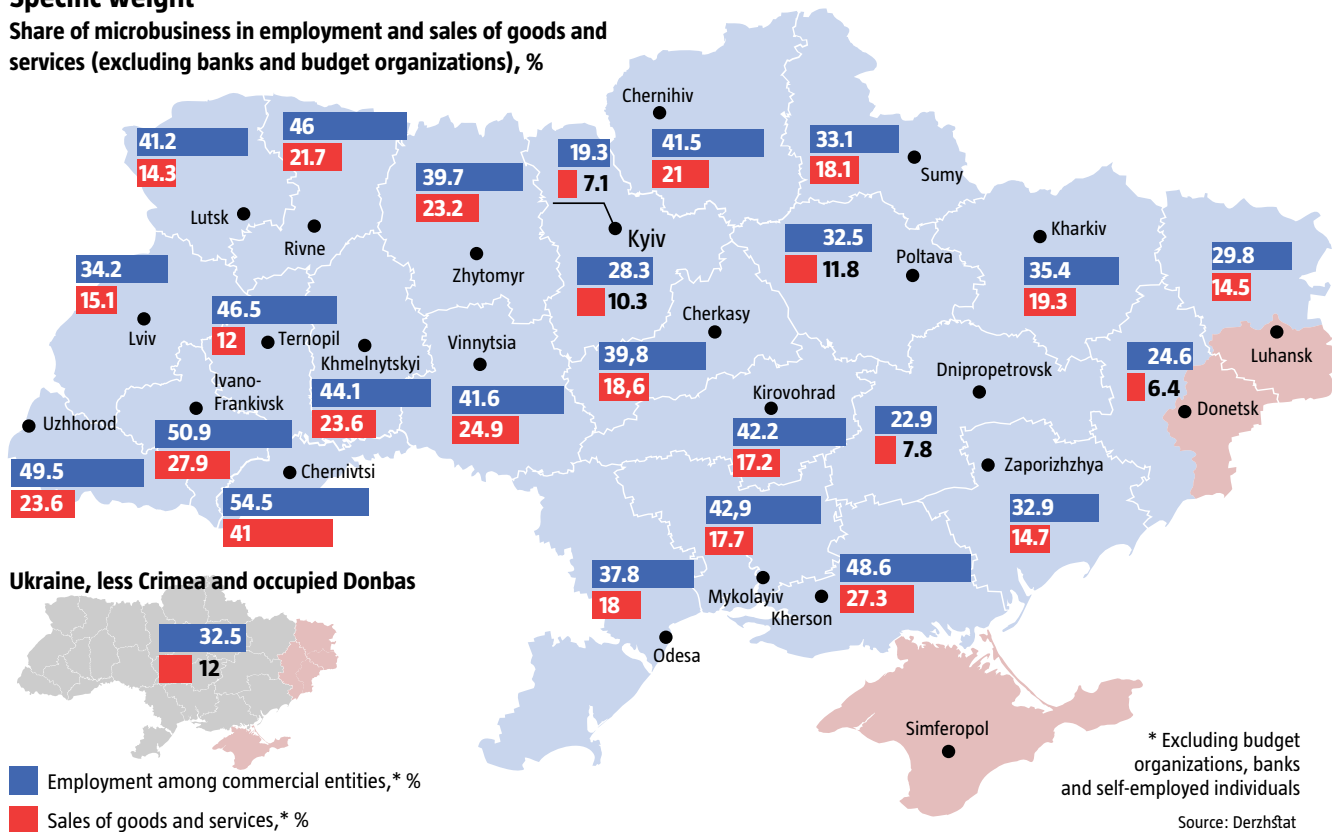 Specific weight
Share of microbusiness in employment and sales of goods and
services (excluding banks and budget organizations), %
Chernihiv
41.5
21
33.1
18.1
Sumy
41.2
14.3
Lutsk
46
21.7
Rivne
39.7
23.2
Zhytomyr
19.3
7.1
Kyiv
28.3
10.3
32.5
11.8
Poltava
Kharkiv
35.4
19.3
29.8
14.5
Luhansk
34.2
15.1
Lviv
46.5
12
Ternopil
Khmelnytskyi
44.1
23.6
Vinnytsia
41.6
24.9
Cherkasy
39,8
18,6
Kirovohrad
42.2
17.2
Dnipropetrovsk
22.9
7.8
24.6
6.4
Donetsk
Ivano-
Frankivsk
50.9
27.9
Uzhhorod
49.5
23.6
Chernivtsi
54.5
41
Zaporizhzhya
32.9
14.7
42,9
17.7
Mykolayiv
48.6
27.3
Kherson
37.8
18
Odesa
Simferopol
Ukraine, less Crimea and occupied Donbas
32.5
12
Employment among commercial entities,* %
Sales of goods and services,* %
* Excluding budget
organizations, banks
and self-employed individuals
Source: Derzhstat